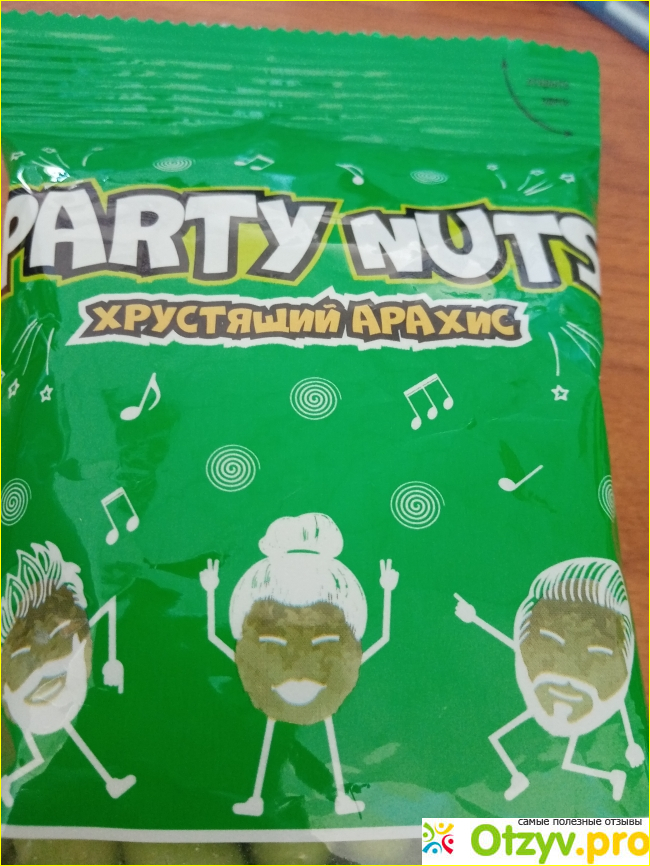 PARTY NUTS
ХРУСТЯЩИЙ АРАХИС
самые полезные отзывы
Otzyv.pro